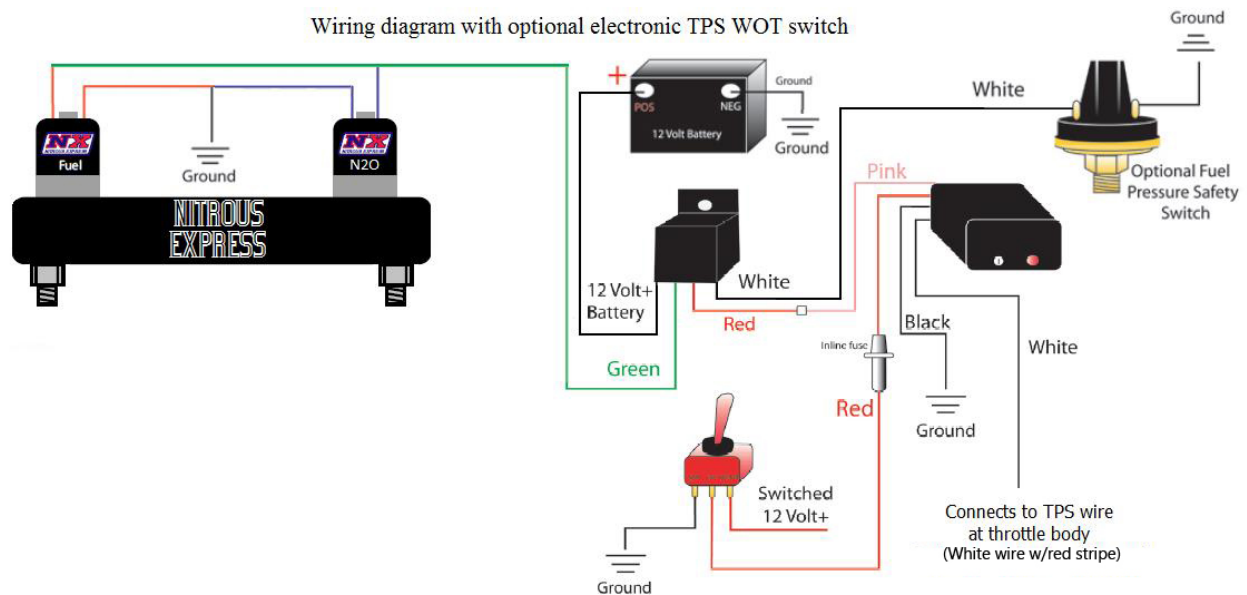 Wiring diagram with optional electronic TPS WOT switch
Ground
+
Ground
POS
NEG
12 Volt Battery
Ground
White
NX
Fuel
NX
N2O
Ground
Pink
Optional Fuel
Pressure Safety
Switch
NITROUS
EXPRESS
12 Volt+
Battery
White
Red
Black
Inline fuse
White
Green
Red
Ground
Switched
12 Volt+
Connects to TPS wire
at throttle body
(White wire w/red stripe)
Ground